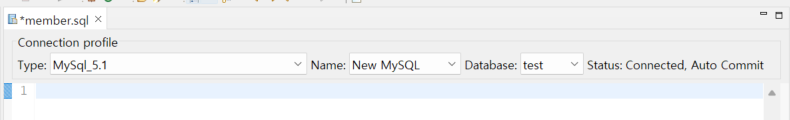 *member.sql
Connection profile
Type: MySql_5.1 Name: New MySQL Database: test Status: Connected, Auto Commit
1